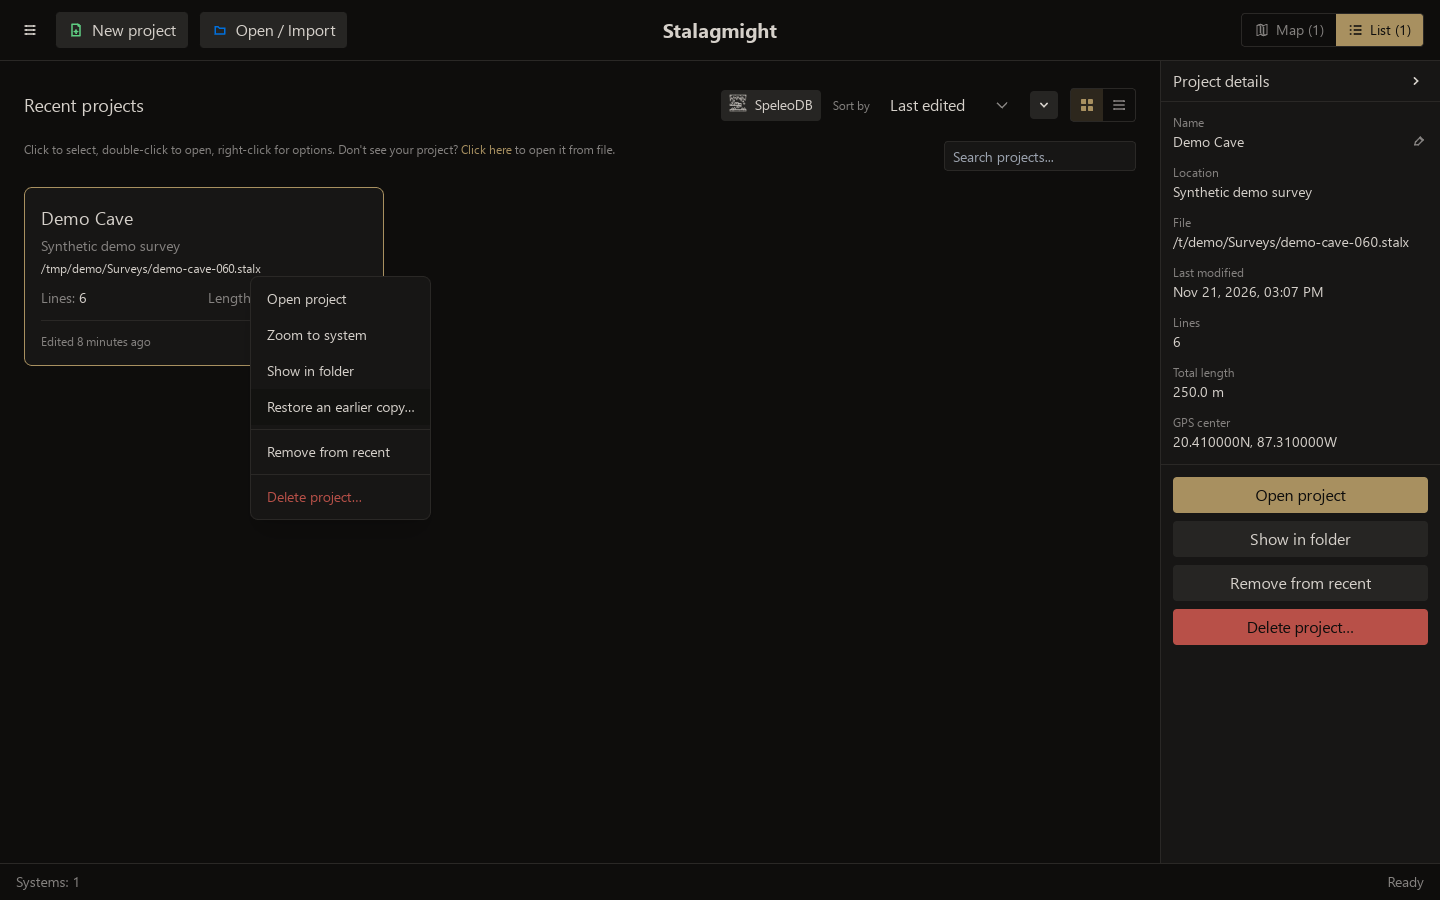 New project
Open / Import
Stalagmight
Map (1)
List (1)
Recent projects
SpeleoDB
Sort by
Last edited
Click to select, double-click to open, right-click for options. Don't see your project? Click here to open it from file.
Search projects...
Demo Cave
Synthetic demo survey
/tmp/demo/Surveys/demo-cave-060.stalx
Lines: 6
Length
Edited 8 minutes ago
Open project
Zoom to system
Show in folder
Restore an earlier copy...
Remove from recent
Delete project...
Project details
Name
Demo Cave
Location
Synthetic demo survey
File
/t/demo/Surveys/demo-cave-060.stalx
Last modified
Nov 21, 2026, 03:07 PM
Lines
6
Total length
250.0 m
GPS center
20.410000N, 87.310000W
Open project
Show in folder
Remove from recent
Delete project...
Systems: 1
Ready